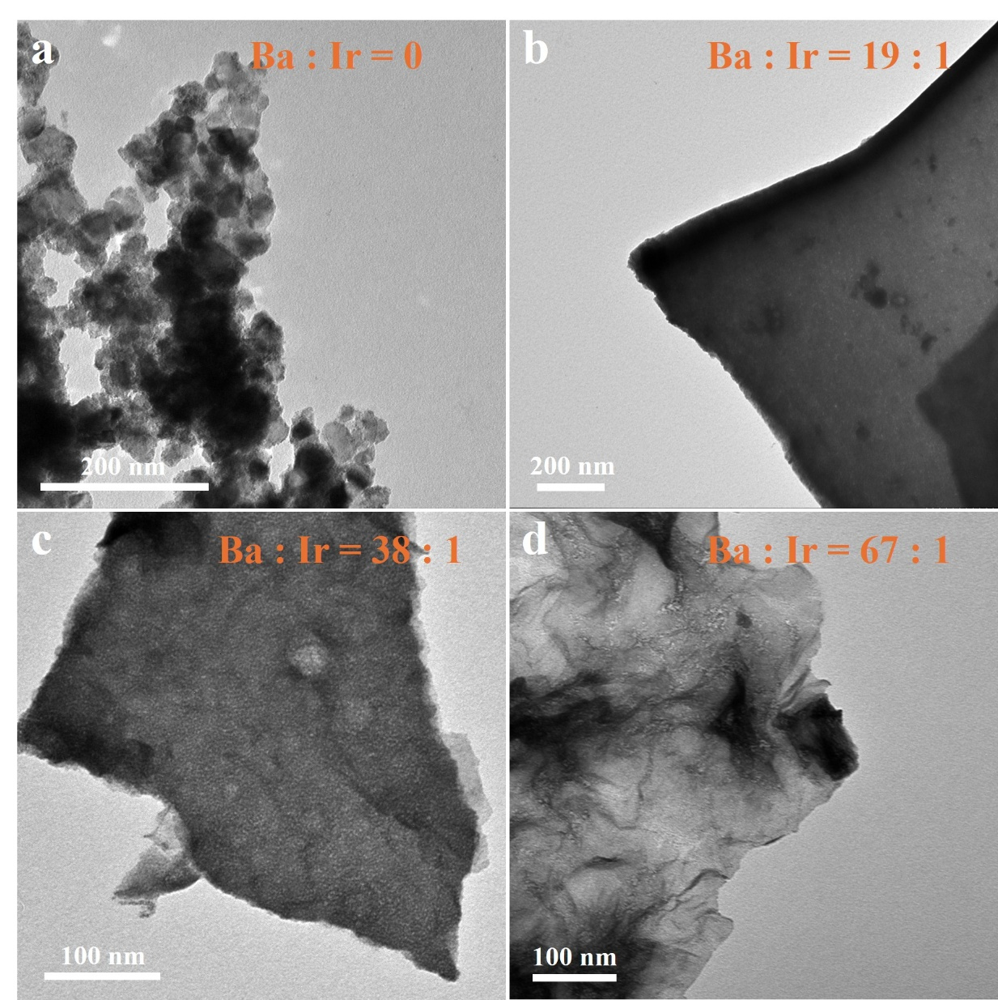 a
Ba : Ir = 0
200 nm
b
Ba : Ir = 19 : 1
200 nm
c
Ba : Ir = 38 : 1
100 nm
d
Ba : Ir = 67 : 1
100 nm